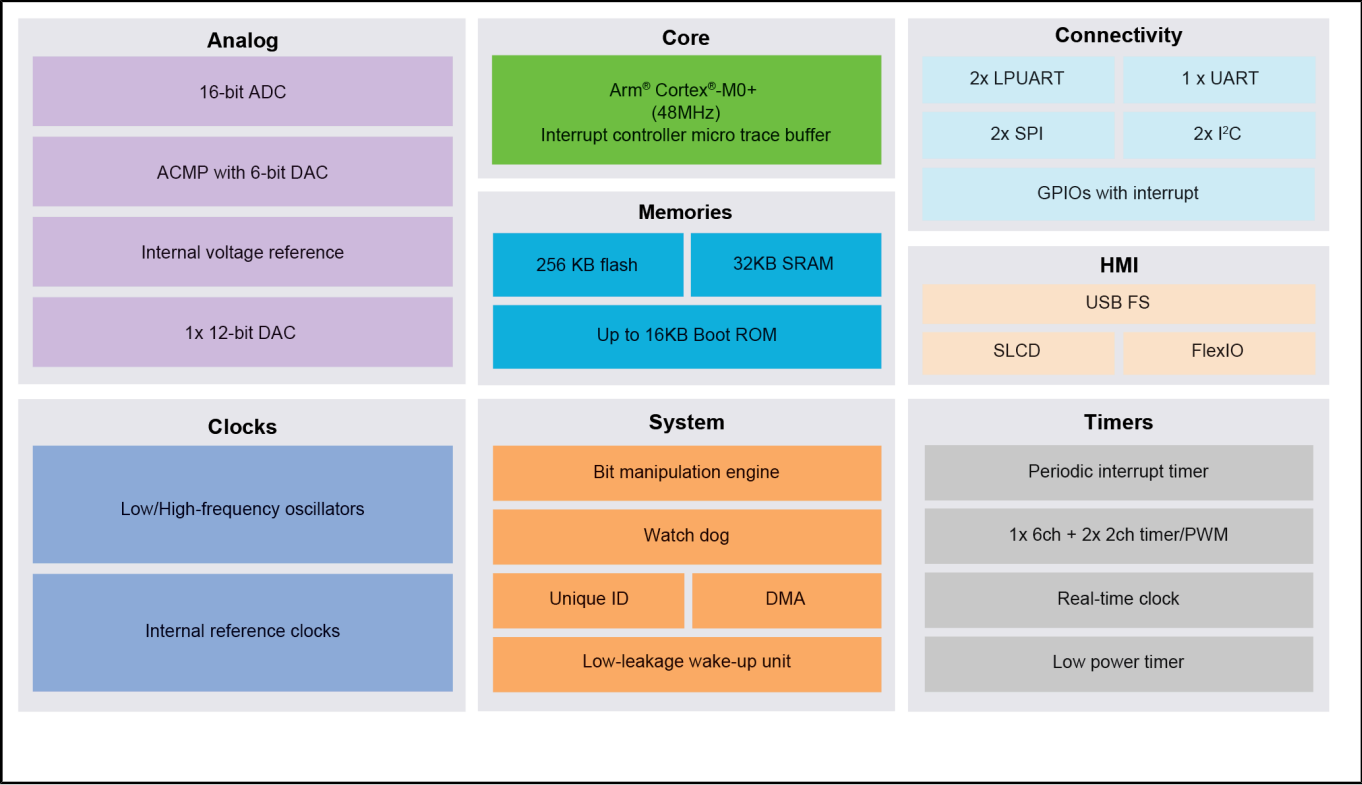 Analog
16-bit ADC
ACMP with 6-bit DAC
Internal voltage reference
1x 12-bit DAC
Core
Arm® Cortex®-M0+
(48MHz)
Interrupt controller micro trace buffer
Memories
256 KB flash
32KB SRAM
Up to 16KB Boot ROM
Connectivity
2x LPUART
1 x UART
2x SPI
2x I²C
GPIOs with interrupt
HMI
USB FS
SLCD
FlexIO
Clocks
Low/High-frequency oscillators
Internal reference clocks
System
Bit manipulation engine
Watch dog
Unique ID
DMA
Low-leakage wake-up unit
Timers
Periodic interrupt timer
1x 6ch + 2x 2ch timer/PWM
Real-time clock
Low power timer